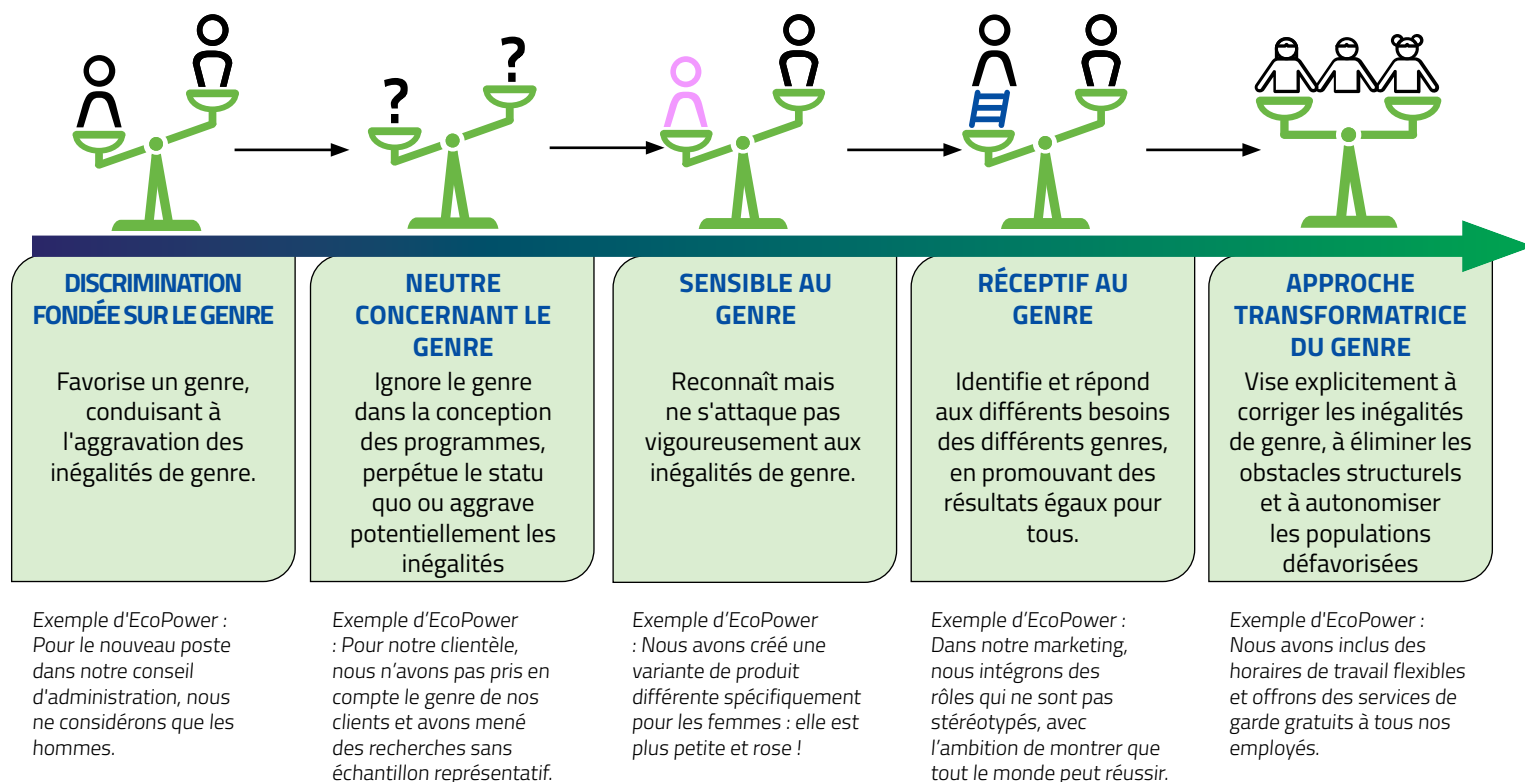 ?
?
DISCRIMINATION
FONDÉE SUR LE GENRE
Favorise un genre,
conduisant à
l'aggravation des
inégalités de genre.
NEUTRE
CONCERNANT LE
GENRE
Ignore le genre
dans la conception
des programmes,
perpétue le statu
quo ou aggrave
potentiellement les
inégalités
SENSIBLE AU
GENRE
Reconnaît mais
ne s'attaque pas
vigoureusement aux
inégalités de genre.
RÉCEPTIF AU
GENRE
Identifie et répond
aux différents besoins
des différents genres,
en promouvant des
résultats égaux pour
tous.
APPROCHE
TRANSFORMATRICE
DU GENRE
Vise explicitement à
corriger les inégalités
de genre, à éliminer les
obstacles structurels
et à autonomiser
les populations
défavorisées
Exemple d'EcoPower :
Pour le nouveau poste
dans notre conseil
d'administration, nous
ne considérons que les
hommes.
Exemple d’EcoPower
: Pour notre clientèle,
nous n’avons pas pris en
compte le genre de nos
clients et avons mené
des recherches sans
échantillon représentatif.
Exemple d’EcoPower
: Nous avons créé une
variante de produit
différente spécifiquement
pour les femmes : elle est
plus petite et rose !
Exemple d’EcoPower :
Dans notre marketing,
nous intégrons des
rôles qui ne sont pas
stéréotypés, avec
l’ambition de montrer que
tout le monde peut réussir.
Exemple d'EcoPower :
Nous avons inclus des
horaires de travail flexibles
et offrons des services de
garde gratuits à tous nos
employés.